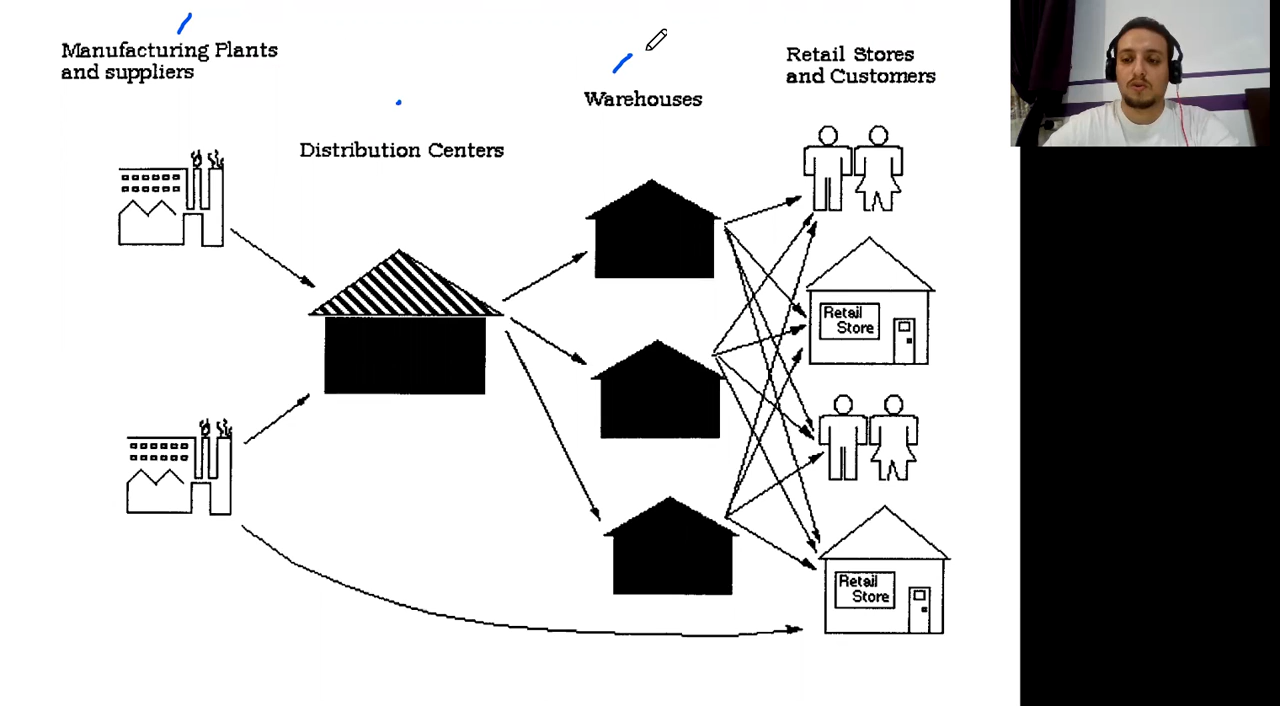 Manufacturing Plants
and suppliers
Distribution Centers
Warehouses
Retail Stores
and Customers
Retail
Store
Retail
Store